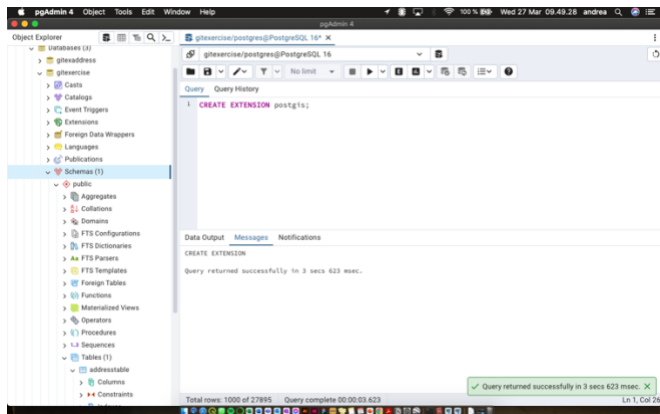 pgAdmin 4 Object Tools Edit Window Help 100 % Wed 27 Mar 09.49.28 andrea
pgAdmin 4
Object Explorer
gitexercise/postgres@PostgreSQL 16* X
Databases (3)
gitexaddress
gitexercise
Casts
Catalogs
Event Triggers
Extensions
Foreign Data Wrappers
Languages
Publications
Schemas (1)
public
Aggregates
Collations
Domains
FTS Configurations
FTS Dictionaries
FTS Parsers
FTS Templates
Foreign Tables
Functions
Materialized Views
Operators
Procedures
Sequences
Tables (1)
addresstable
Columns
Constraints
gitexercise/postgres@PostgreSQL 16
No limit
Query Query History
1 CREATE EXTENSION postgis;
Data Output Messages Notifications
CREATE EXTENSION
Query returned successfully in 3 secs 623 msec.
Query returned successfully in 3 secs 623 msec. X
Total rows: 1000 of 27895 Query complete 00:00:03.623 Ln 1, Col 26